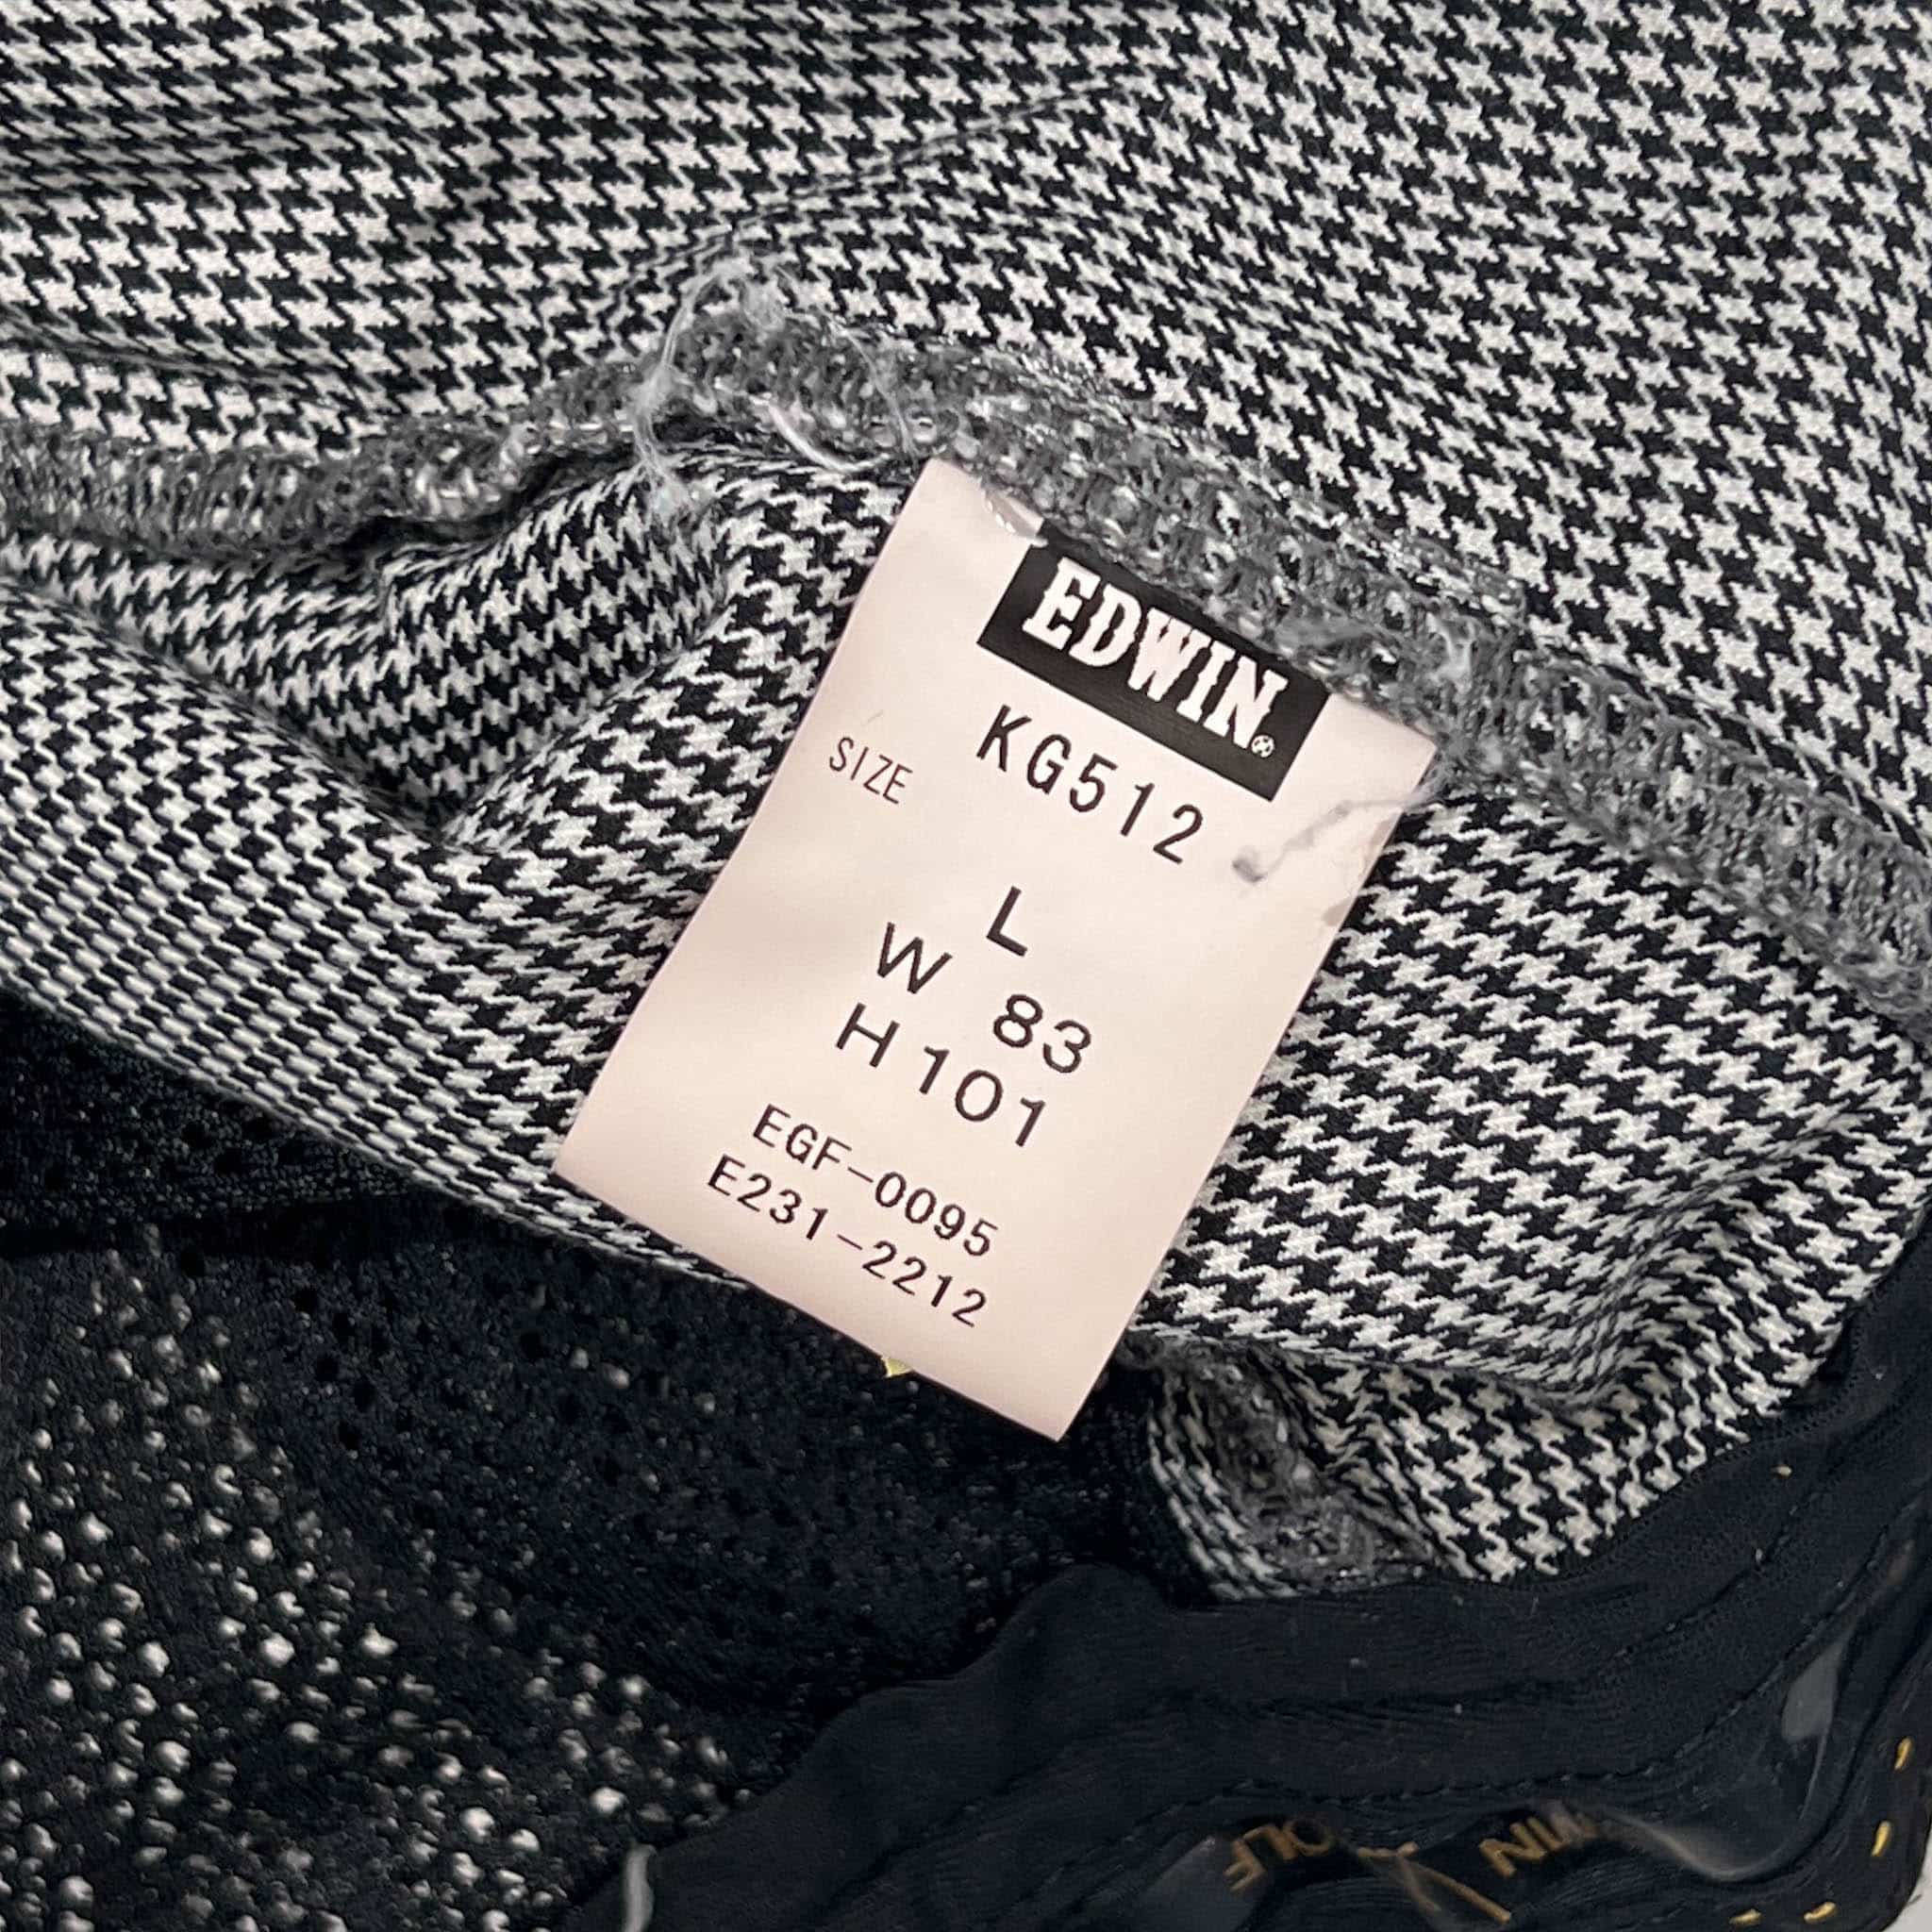 EDWIN®
KG512
SIZE
L
W 83
H 101
EGF-0095
E231-2212